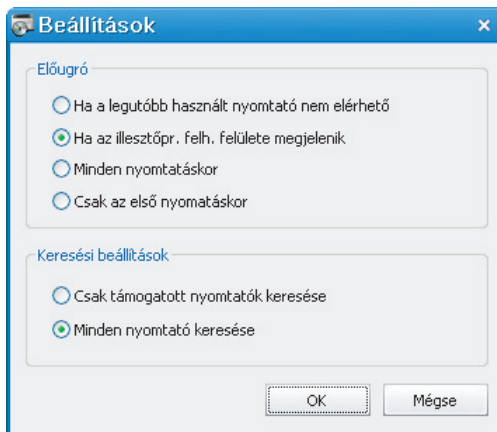 Beállítások
Előugró
Ha a legutóbb használt nyomtató nem elérhető
Ha az illesztőpr. felh. felülete megjelenik
Minden nyomtatáskor
Csak az első nyomatáskor
Keresési beállítások
Csak támogatott nyomtatók keresése
Minden nyomtató keresése
OK
Mégse